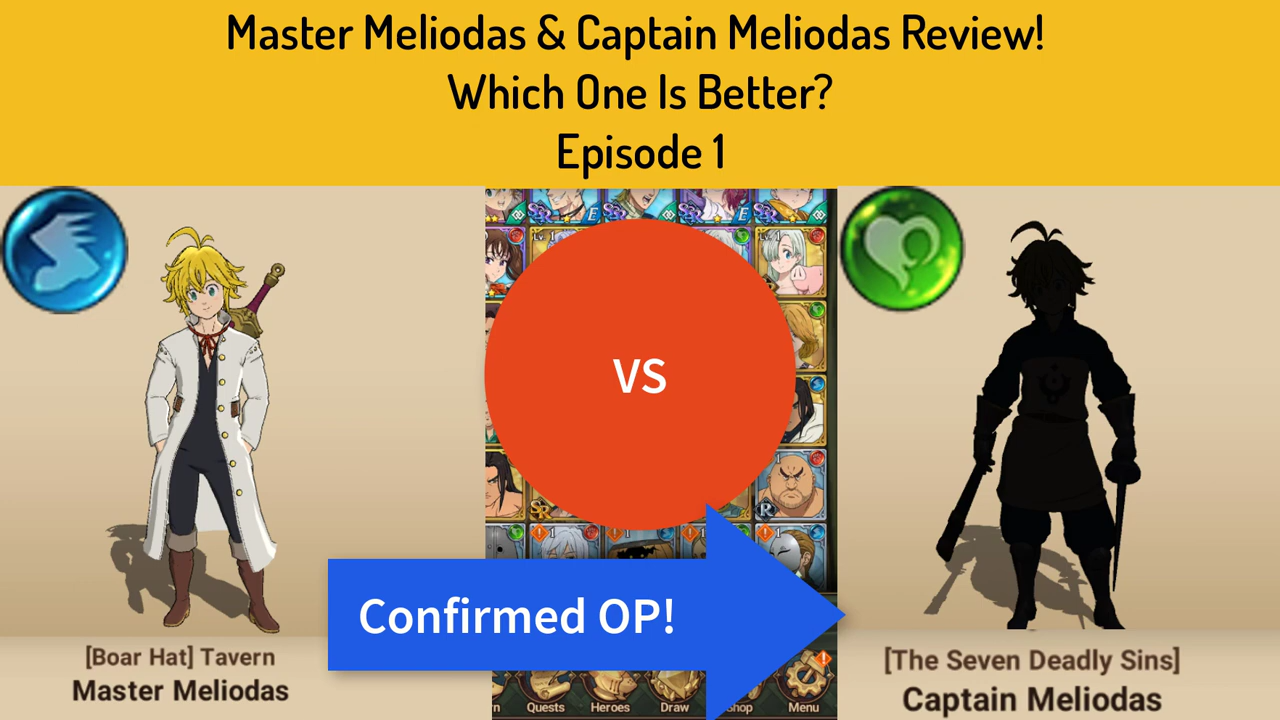 Master Meliodas & Captain Meliodas Review!
Which One Is Better?
Episode 1
VS
Confirmed OP!
[Boar Hat] Tavern
Master Meliodas
[The Seven Deadly Sins]
Captain Meliodas
Quests
Heroes
Draw
Menu
SR
R